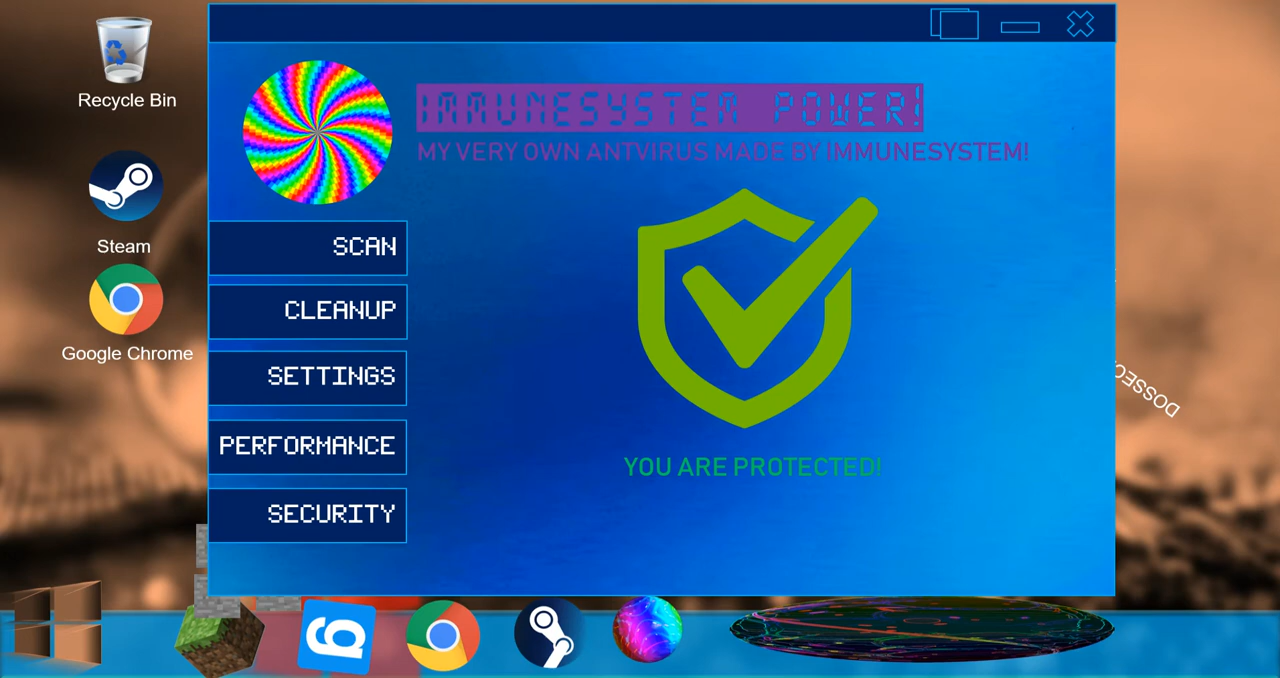 Recycle Bin
Steam
Google Chrome
IMMUNESYSTEM POWER!
MY VERY OWN ANTVIRUS MADE BY IMMUNESYSTEM!
SCAN
CLEANUP
SETTINGS
PERFORMANCE
SECURITY
YOU ARE PROTECTED!